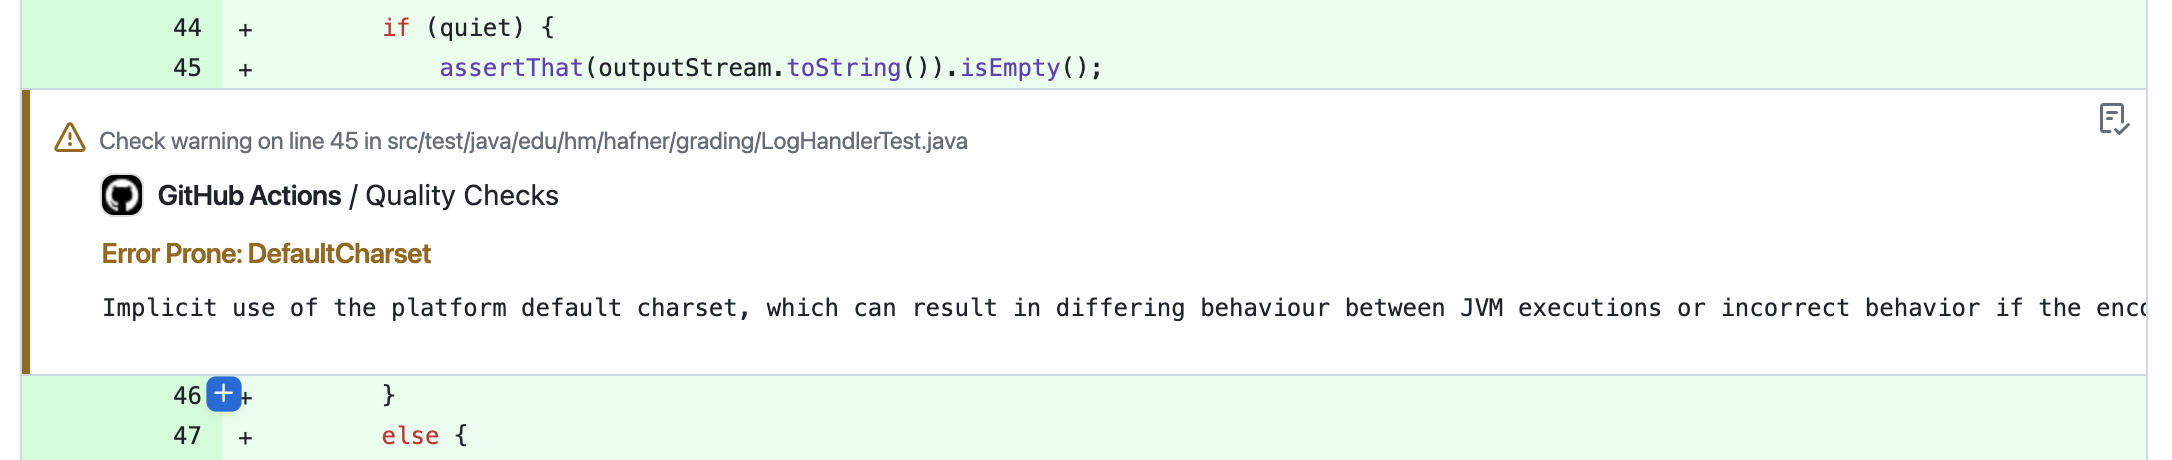 44 + if (quiet) {
45 + assertThat(outputStream.toString()).isEmpty();
Check warning on line 45 in src/test/java/edu/hm/hafner/grading/LogHandlerTest.java
GitHub Actions / Quality Checks
Error Prone: DefaultCharset
Implicit use of the platform default charset, which can result in differing behaviour between JVM executions or incorrect behavior if the
46 + }
47 + else {